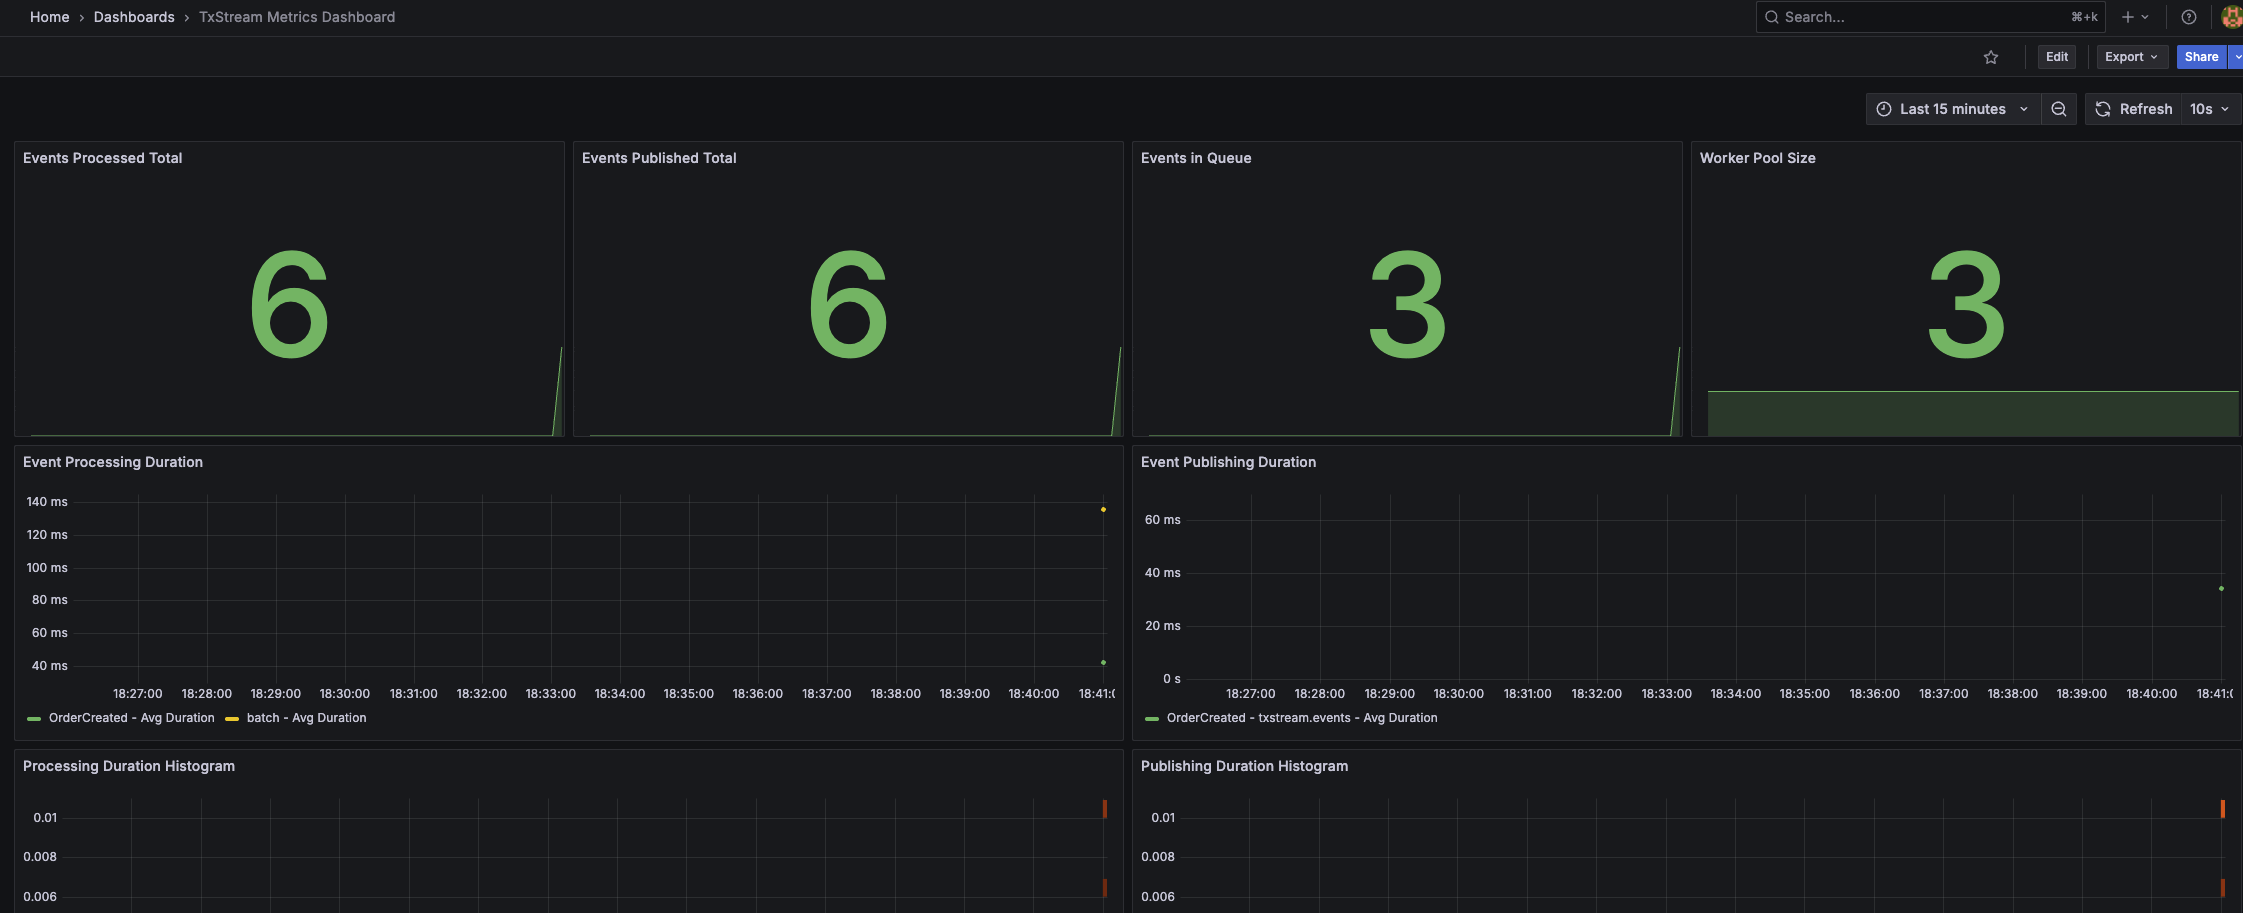 Home › Dashboards › TxStream Metrics Dashboard
Search... ⌘+k
Edit Export Share
Last 15 minutes Refresh 10s
Events Processed Total
6
Events Published Total
6
Events in Queue
3
Worker Pool Size
3
Event Processing Duration
140 ms
120 ms
100 ms
80 ms
60 ms
40 ms
18:27:00 18:28:00 18:29:00 18:30:00 18:31:00 18:32:00 18:33:00 18:34:00 18:35:00 18:36:00 18:37:00 18:38:00 18:39:00 18:40:00 18:41:0
OrderCreated - Avg Duration batch - Avg Duration
Event Publishing Duration
60 ms
40 ms
20 ms
0 s
18:27:00 18:28:00 18:29:00 18:30:00 18:31:00 18:32:00 18:33:00 18:34:00 18:35:00 18:36:00 18:37:00 18:38:00 18:39:00 18:40:00 18:41:0
OrderCreated - txstream.events - Avg Duration
Processing Duration Histogram
0.01
0.008
0.006
Publishing Duration Histogram
0.01
0.008
0.006